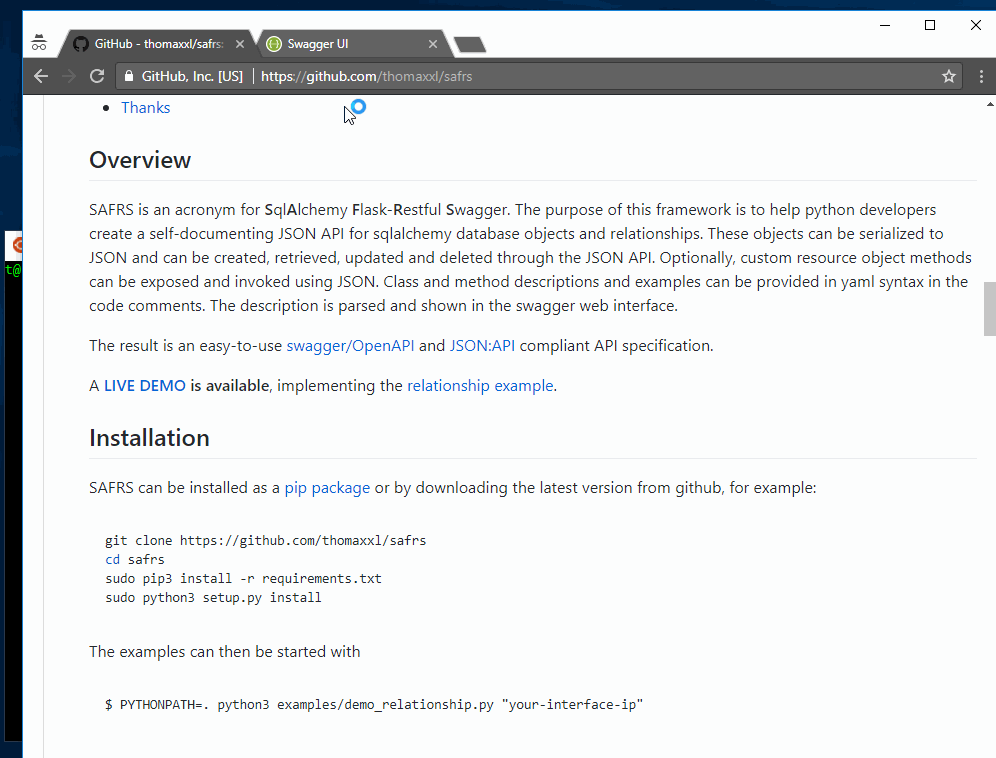 GitHub - thomaxxl/safrs:
Swagger UI
GitHub, Inc. [US]
https://github.com/thomaxxl/safrs
Thanks
Overview
SAFRS is an acronym for SqlAlchemy Flask-Restful Swagger. The purpose of this framework is to help python developers
create a self-documenting JSON API for sqlalchemy database objects and relationships. These objects can be serialized to
JSON and can be created, retrieved, updated and deleted through the JSON API. Optionally, custom resource object methods
can be exposed and invoked using JSON. Class and method descriptions and examples can be provided in yaml syntax in the
code comments. The description is parsed and shown in the swagger web interface.
The result is an easy-to-use swagger/OpenAPI and JSON:API compliant API specification.
A LIVE DEMO is available, implementing the relationship example.
Installation
SAFRS can be installed as a pip package or by downloading the latest version from github, for example:
git clone https://github.com/thomaxxl/safrs
cd safrs
sudo pip3 install -r requirements.txt
sudo python3 setup.py install
The examples can then be started with
$ PYTHONPATH=. python3 examples/demo_relationship.py "your-interface-ip"
t@